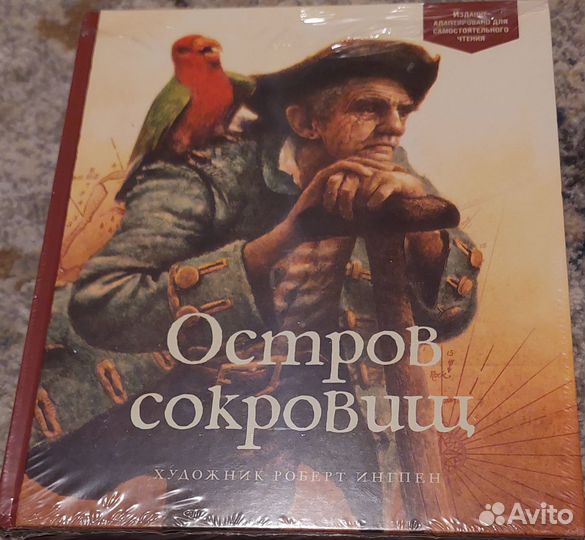 Издание
адаптировано для
самостоятельного
чтения
Остров
сокровищ
художник Роберт Ингпен
Avito